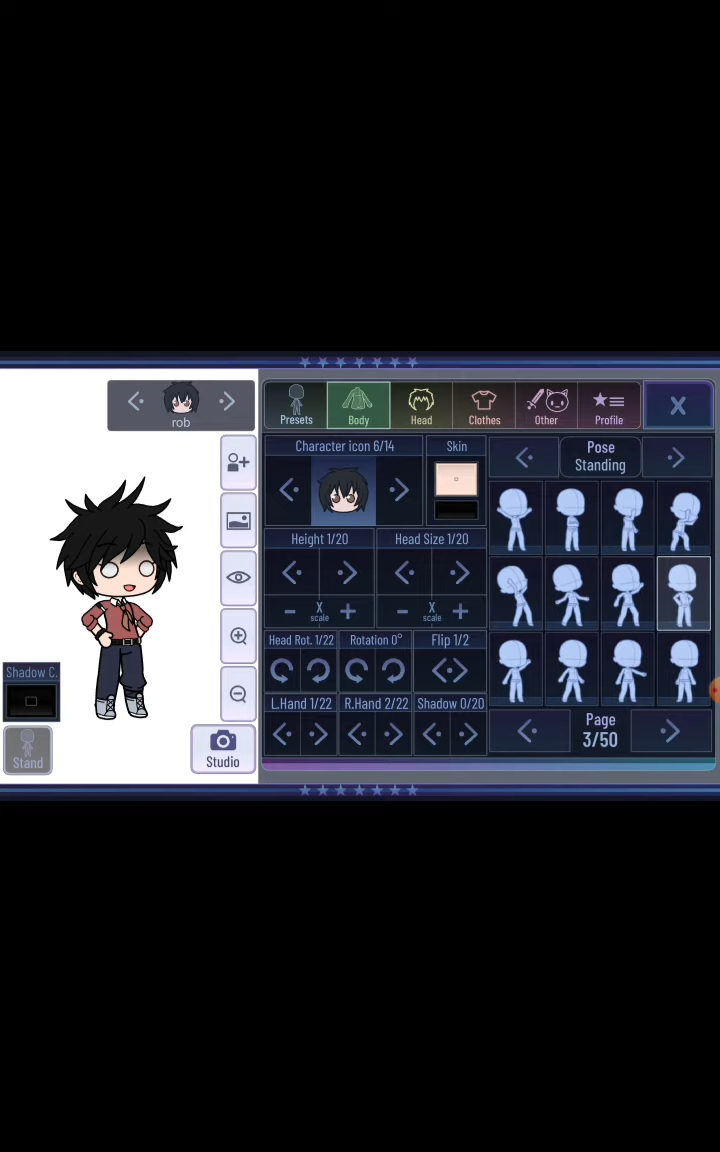 rob
Shadow C.
Stand
Studio
Presets
Body
Head
Clothes
Other
Profile
X
Character icon 6/14
Skin
Height 1/20
Head Size 1/20
X
scale
X
scale
Head Rot. 1/22
Rotation 0°
Flip 1/2
L.Hand 1/22
R.Hand 2/22
Shadow 0/20
Pose
Standing
Page
3/50